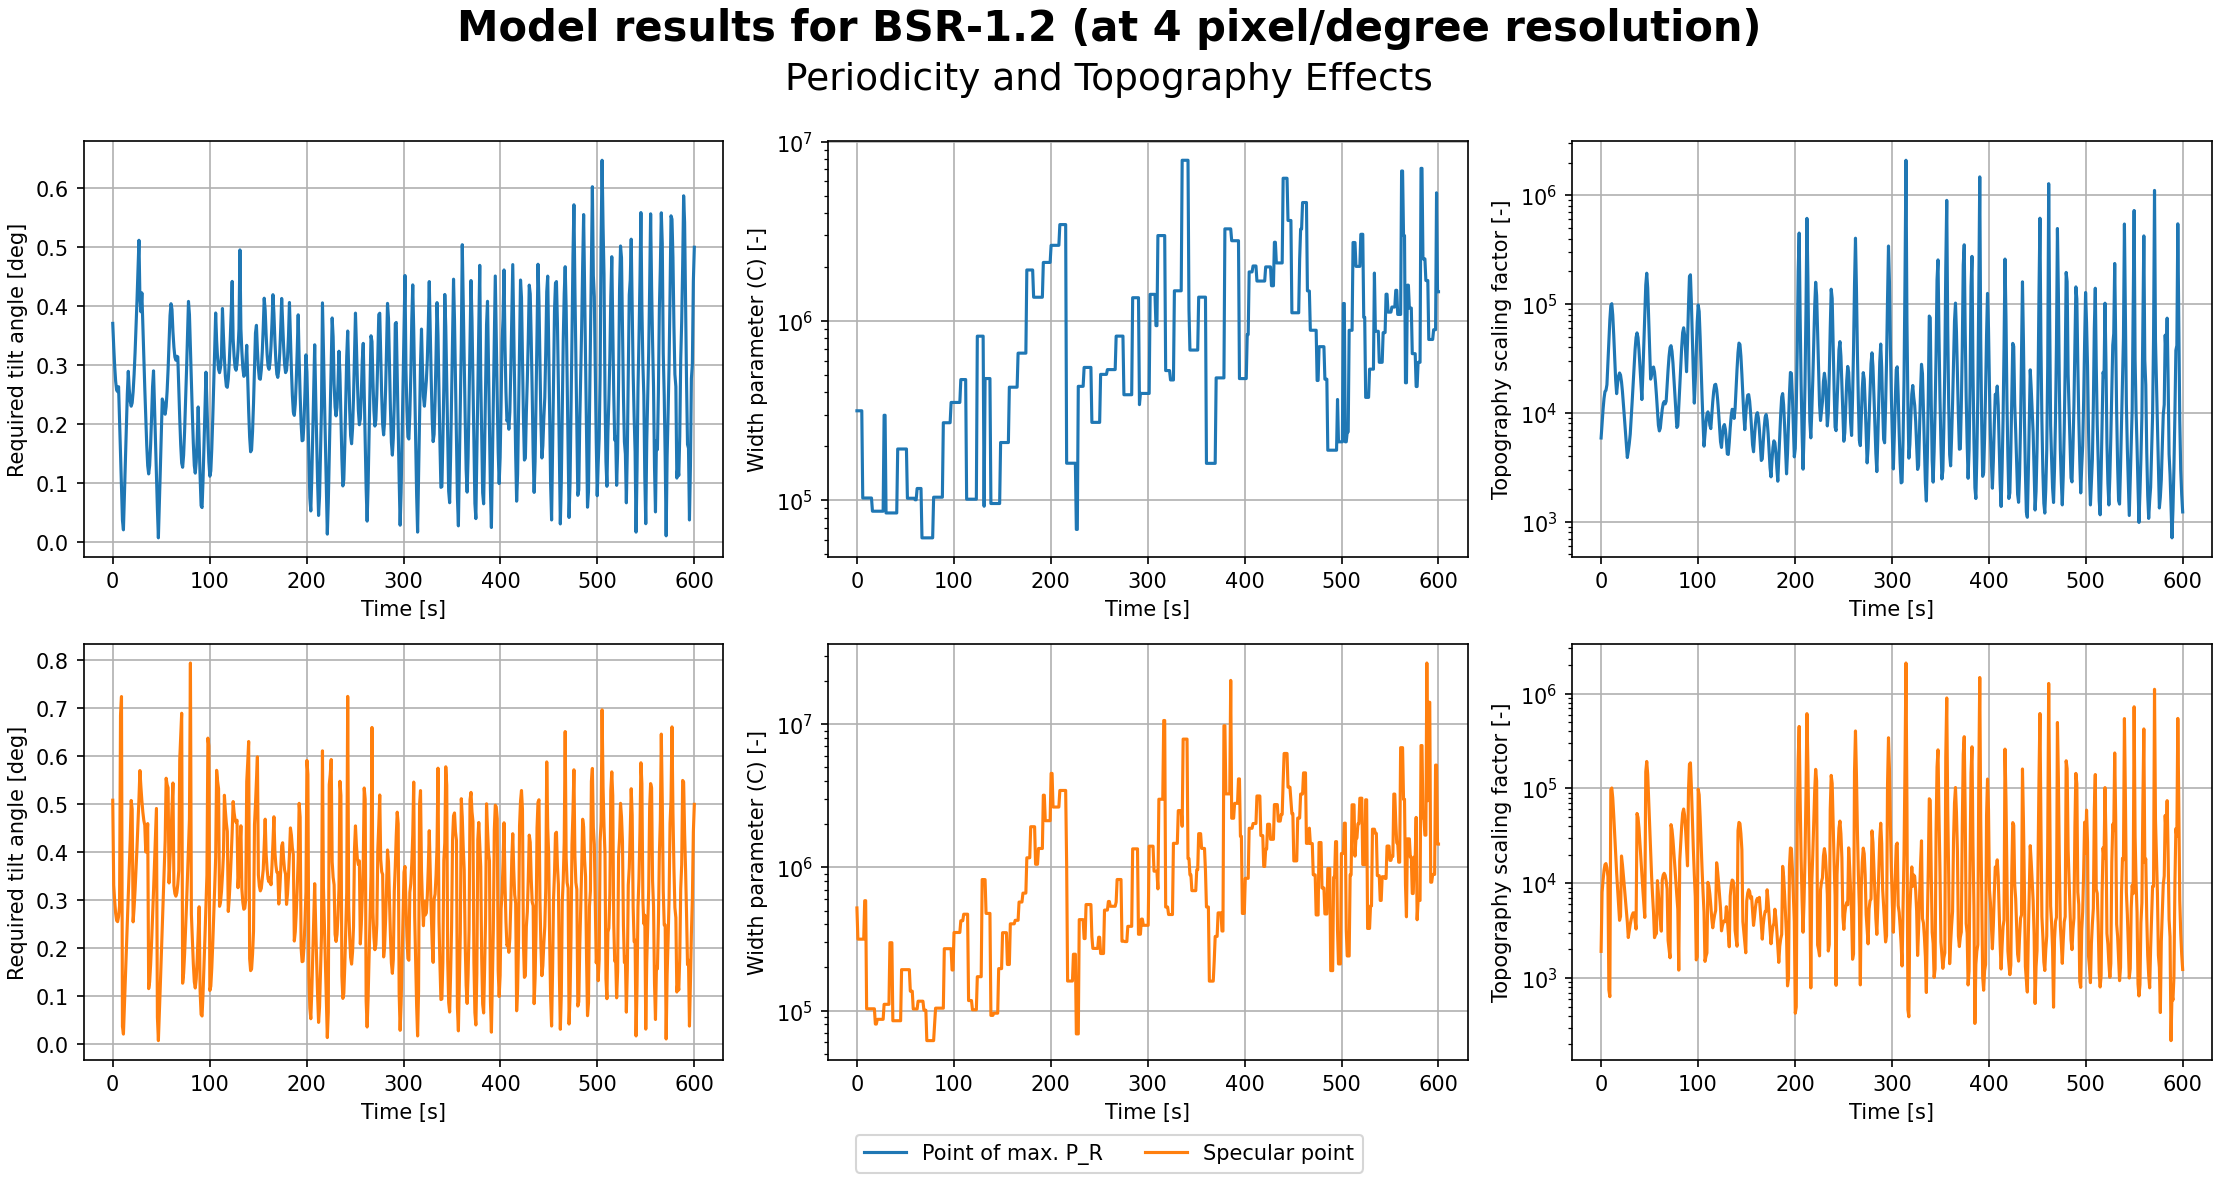 Model results for BSR-1.2 (at 4 pixel/degree resolution)
Periodicity and Topography Effects
Required tilt angle [deg]
0.6
0.5
0.4
0.3
0.2
0.1
0.0
0 100 200 300 400 500 600
Time [s]
Width parameter (C) [-]
10^7
10^6
10^5
0 100 200 300 400 500 600
Time [s]
Topography scaling factor [-]
10^6
10^5
10^4
10^3
0 100 200 300 400 500 600
Time [s]
Required tilt angle [deg]
0.8
0.7
0.6
0.5
0.4
0.3
0.2
0.1
0.0
0 100 200 300 400 500 600
Time [s]
Width parameter (C) [-]
10^7
10^6
10^5
0 100 200 300 400 500 600
Time [s]
Topography scaling factor [-]
10^6
10^5
10^4
10^3
0 100 200 300 400 500 600
Time [s]
Point of max. P_R
Specular point